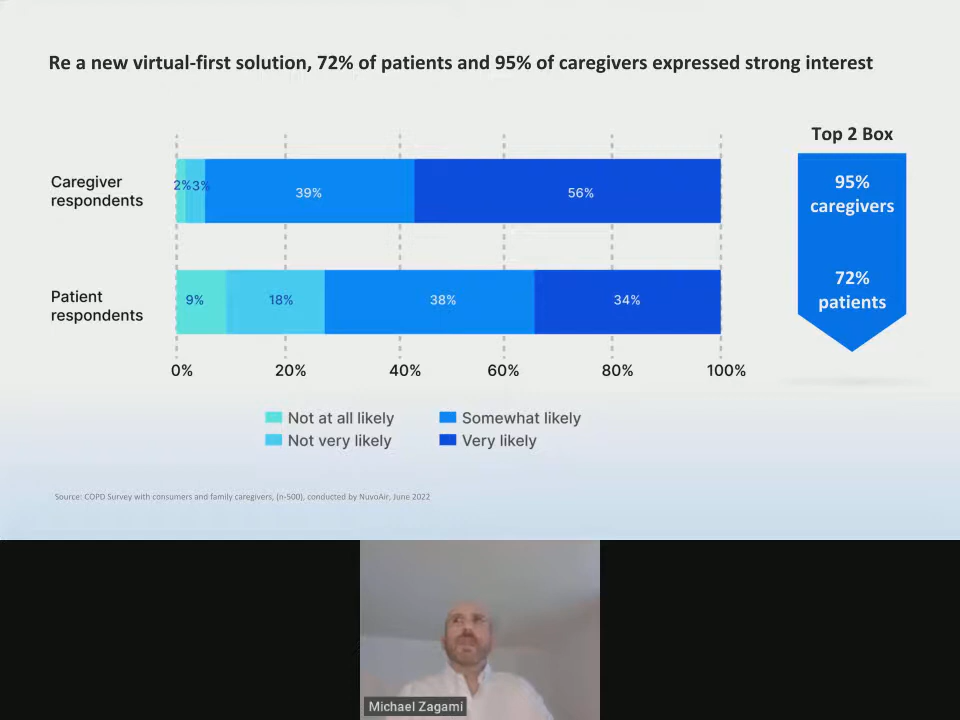 Re a new virtual-first solution, 72% of patients and 95% of caregivers expressed strong interest
Top 2 Box
Caregiver
respondents
2% 3% 39% 56%
95%
caregivers
Patient
respondents
9% 18% 38% 34%
72%
patients
0% 20% 40% 60% 80% 100%
Not at all likely
Somewhat likely
Not very likely
Very likely
Source: COPD Survey with consumers and family caregivers, (n-500), conducted by NuvoAir, June 2022
Michael Zagami